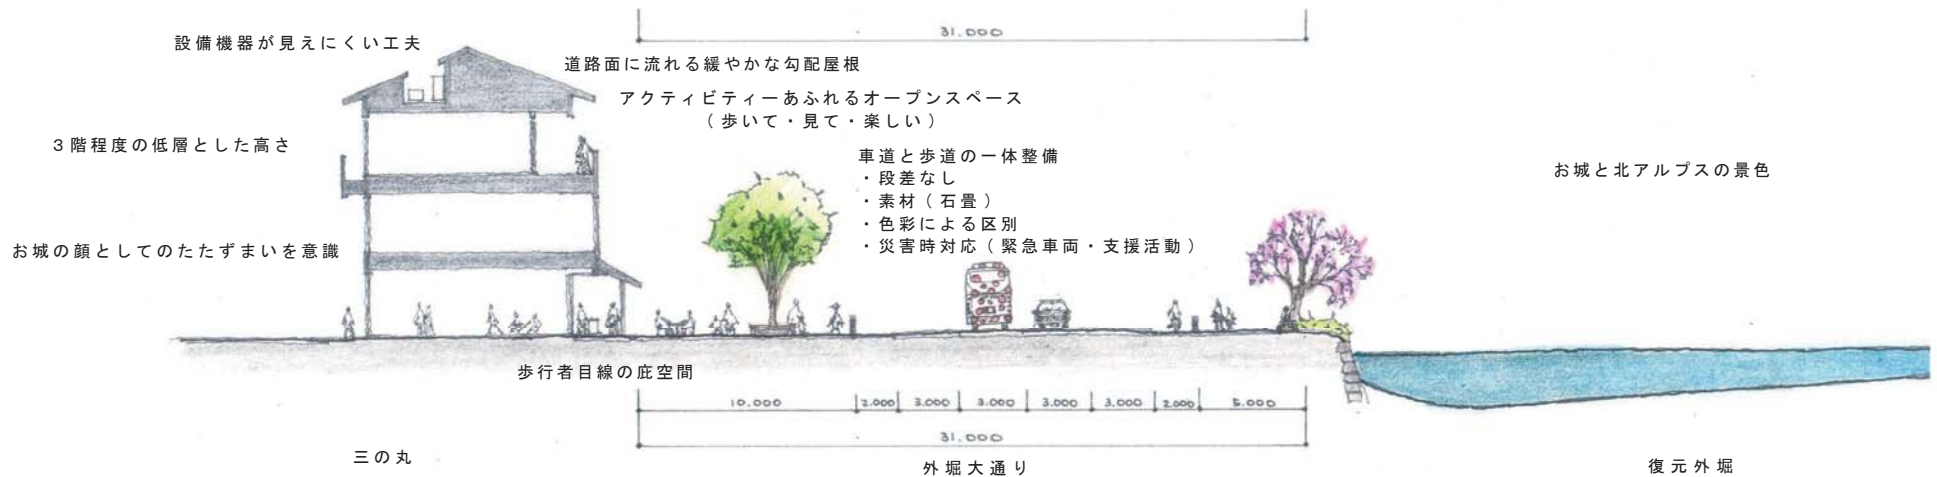 31.000
設備機器が見えにくい工夫
道路面に流れる緩やかな勾配屋根
アクティビティーあふれるオープンスペース
（歩いて・見て・楽しい）
3階程度の低層とした高さ
車道と歩道の一体整備
・段差なし
・素材（石畳）
・色彩による区別
・災害時対応（緊急車両・支援活動）
お城と北アルプスの景色
お城の顔としてのたたずまいを意識
歩行者目線の庇空間
10.000 2.000 3.000 3.000 3.000 3.000 2.000 5.000
31.000
三の丸
外堀大通り
復元外堀